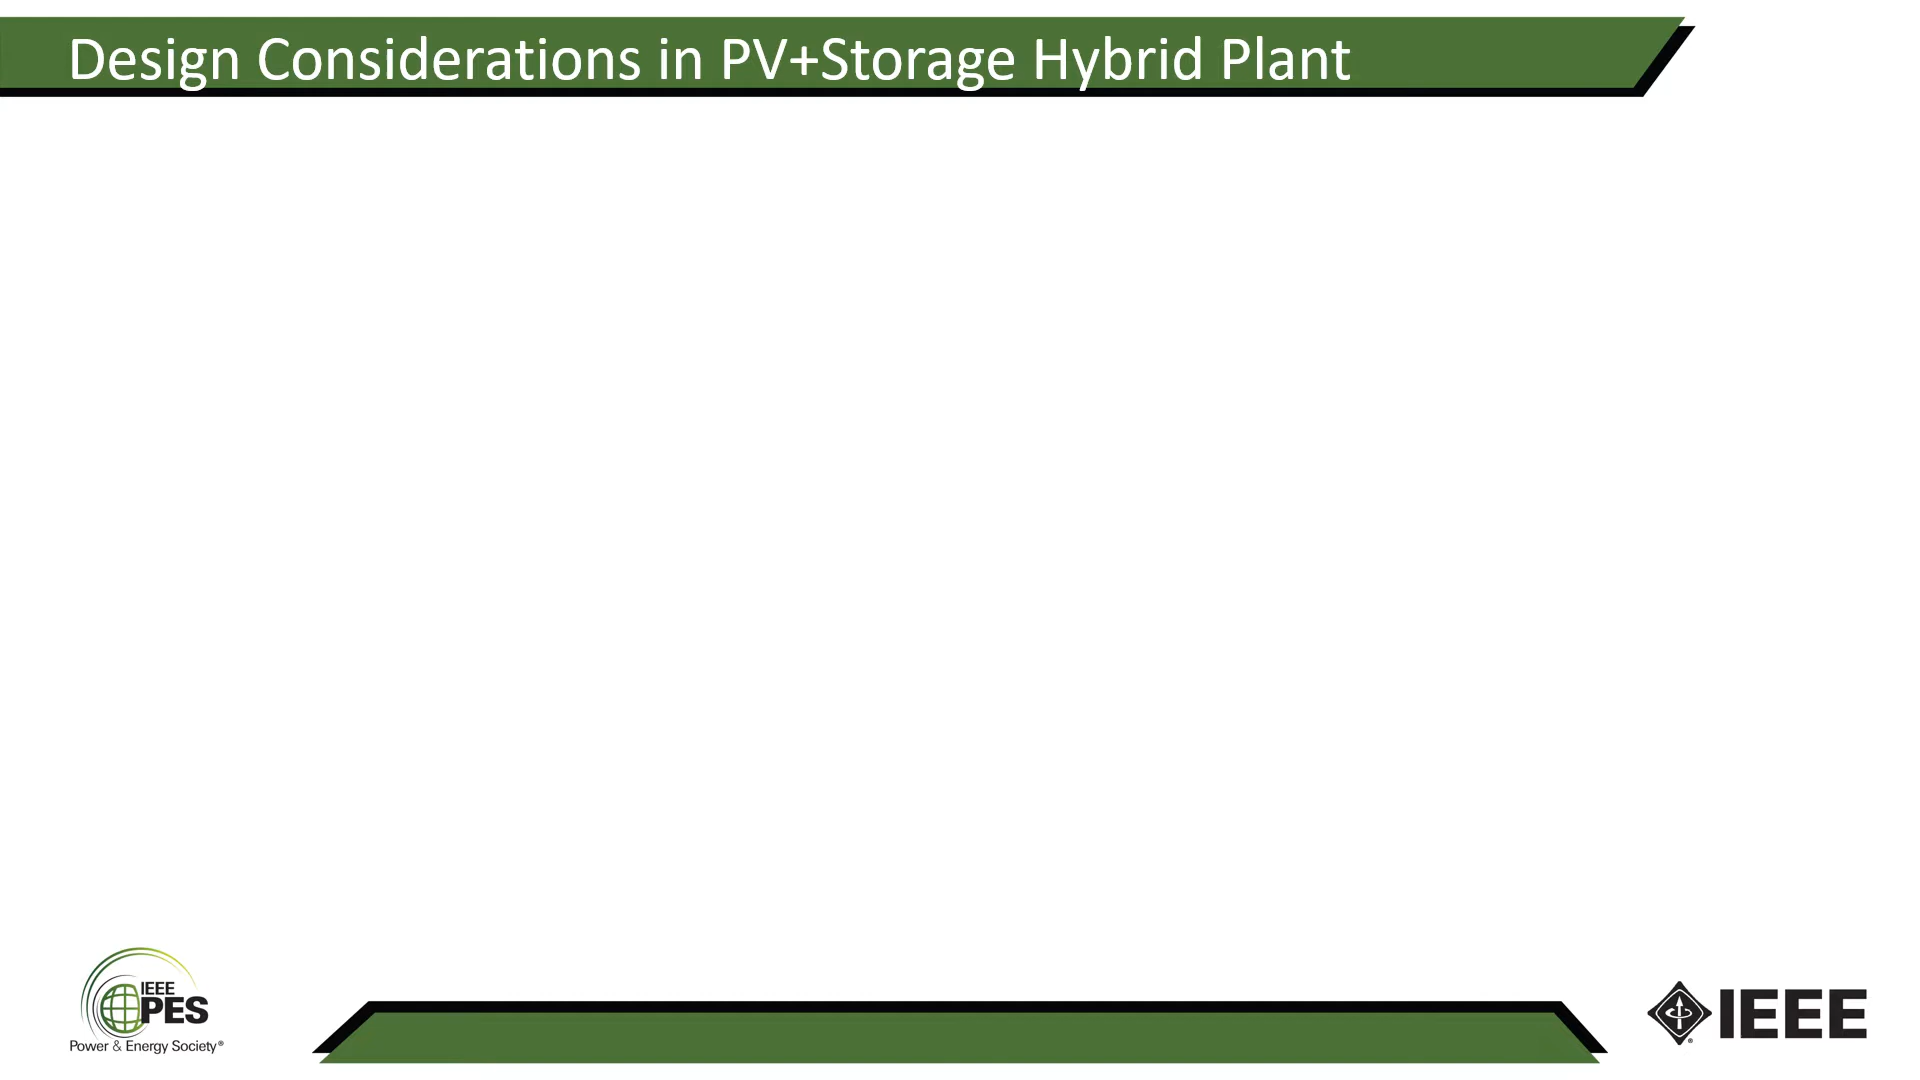 Design Considerations in PV+Storage Hybrid Plant
IEEE
PES
Power & Energy Society®
IEEE